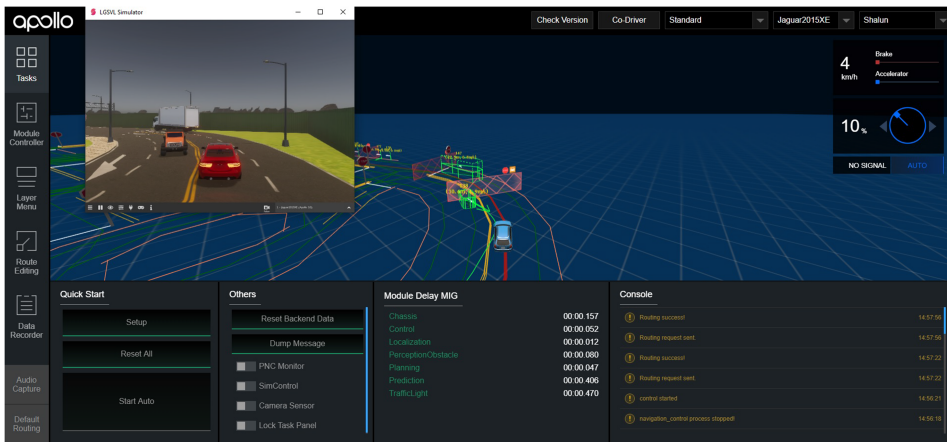 apollo
LGSVL Simulator
Check Version
Co-Driver
Standard
Jaguar2015XE
Shalun
Tasks
Module
Controller
Layer
Menu
Route
Editing
Data
Recorder
Audio
Capture
Default
Routing
4
km/h
Brake
Accelerator
10%
NO SIGNAL
AUTO
Quick Start
Setup
Reset All
Start Auto
Others
Reset Backend Data
Dump Message
PNC Monitor
SimControl
Camera Sensor
Lock Task Panel
Module Delay MIG
Chassis 00:00.157
Control 00:00.052
Localization 00:00.012
PerceptionObstacle 00:00.080
Planning 00:00.047
Prediction 00:00.406
TrafficLight 00:00.470
Console
Routing success! 14:57:56
Routing request sent. 14:57:56
Routing success! 14:57:22
Routing request sent. 14:57:22
control started 14:56:21
navigation_control process stopped! 14:56:18